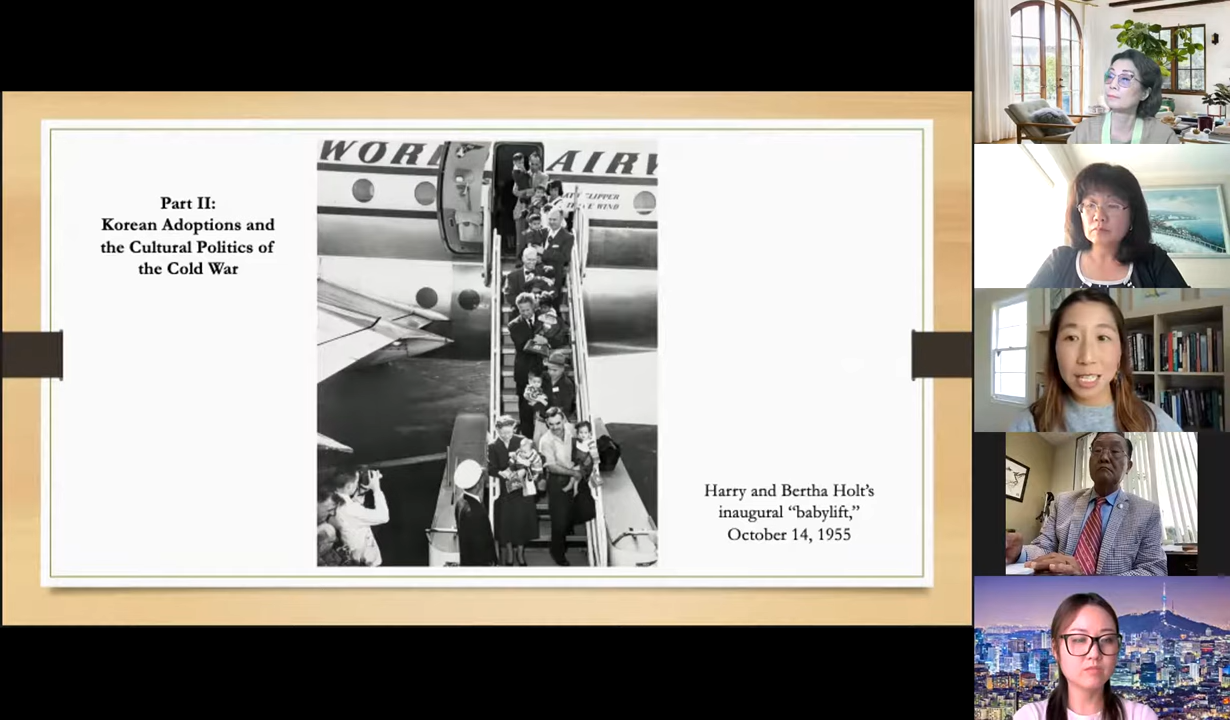 Part II:
Korean Adoptions and
the Cultural Politics of
the Cold War
WORL
AIRW
Harry and Bertha Holt's
inaugural “babylift,”
October 14, 1955